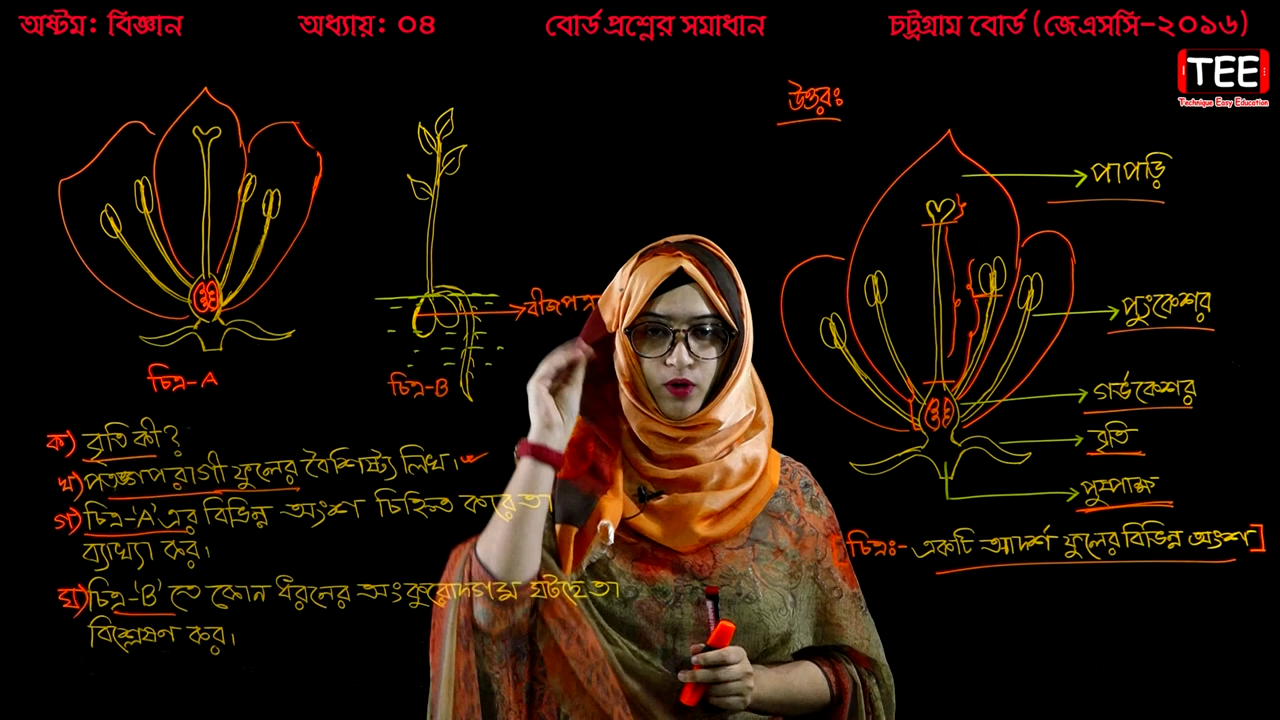 অষ্টম: বিজ্ঞান
অধ্যায়: ০৪
বোর্ড প্রশ্নের সমাধান
চট্রগ্রাম বোর্ড (জেএসসি-২০১৬)
TEE
Technique Easy Education
উত্তরঃ
পাপড়ি
পুংকেশর
গর্ভকেশর
বৃতি
পুষ্পাক্ষ
চিত্রঃ- একটি আদর্শ ফুলের বিভিন্ন অংশ]
বীজপত্র
চিত্র-A
চিত্র-B
ক) বৃতি কী?
খ) পতঙ্গপরাগী ফুলের বৈশিষ্ট্য লিখ।
গ) চিত্র-'A' এর বিভিন্ন অংশ চিহ্নিত করে তা
ব্যাখ্যা কর।
ঘ) চিত্র-'B' তে কোন ধরনের অংকুরোদগম ঘটছে তা
বিশ্লেষণ কর।